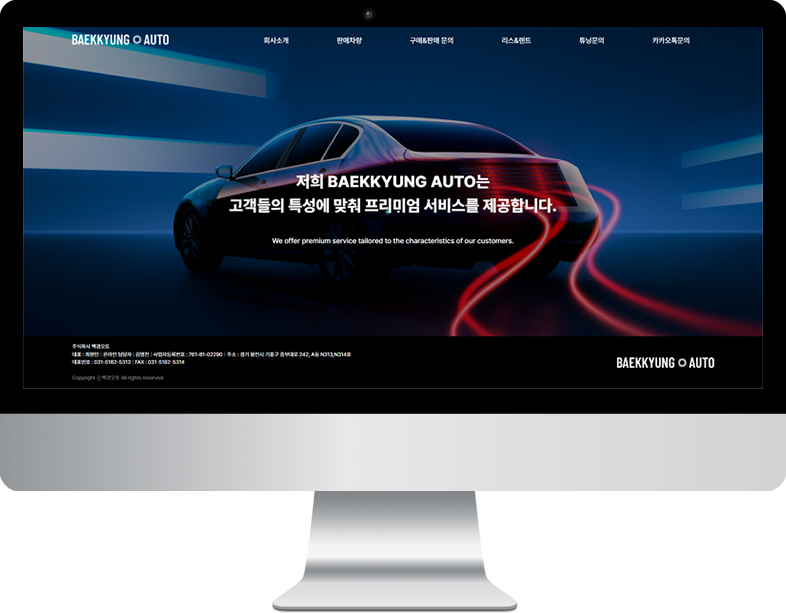 BAEKKYUNG AUTO
회사소개
판매차량
구매&판매 문의
리스&렌트
튜닝문의
카카오톡문의
저희 BAEKKYUNG AUTO는
고객들의 특성에 맞춰 프리미엄 서비스를 제공합니다.
We offer premium service tailored to the characteristics of our customers.
주식회사 백경오토
대표 : 최원민 | 온라인 담당자 : 김영진 | 사업자등록번호 : 761-81-02290 | 주소 : 경기 용인시 기흥구 중부대로 242, A동 N313,N314호
대표번호 : 031-5182-5313 | FAX : 031-5182-5314
Copyright ⓒ백경오토 All rights reserved.
BAEKKYUNG AUTO